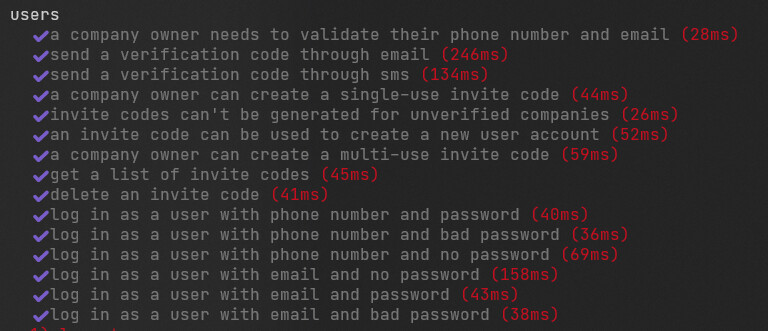 users
✔a company owner needs to validate their phone number and email (28ms)
✔send a verification code through email (246ms)
✔send a verification code through sms (134ms)
✔a company owner can create a single-use invite code (44ms)
✔invite codes can't be generated for unverified companies (26ms)
✔an invite code can be used to create a new user account (52ms)
✔a company owner can create a multi-use invite code (59ms)
✔get a list of invite codes (45ms)
✔delete an invite code (41ms)
✔log in as a user with phone number and password (40ms)
✔log in as a user with phone number and bad password (36ms)
✔log in as a user with phone number and no password (69ms)
✔log in as a user with email and no password (158ms)
✔log in as a user with email and password (43ms)
✔log in as a user with email and bad password (38ms)